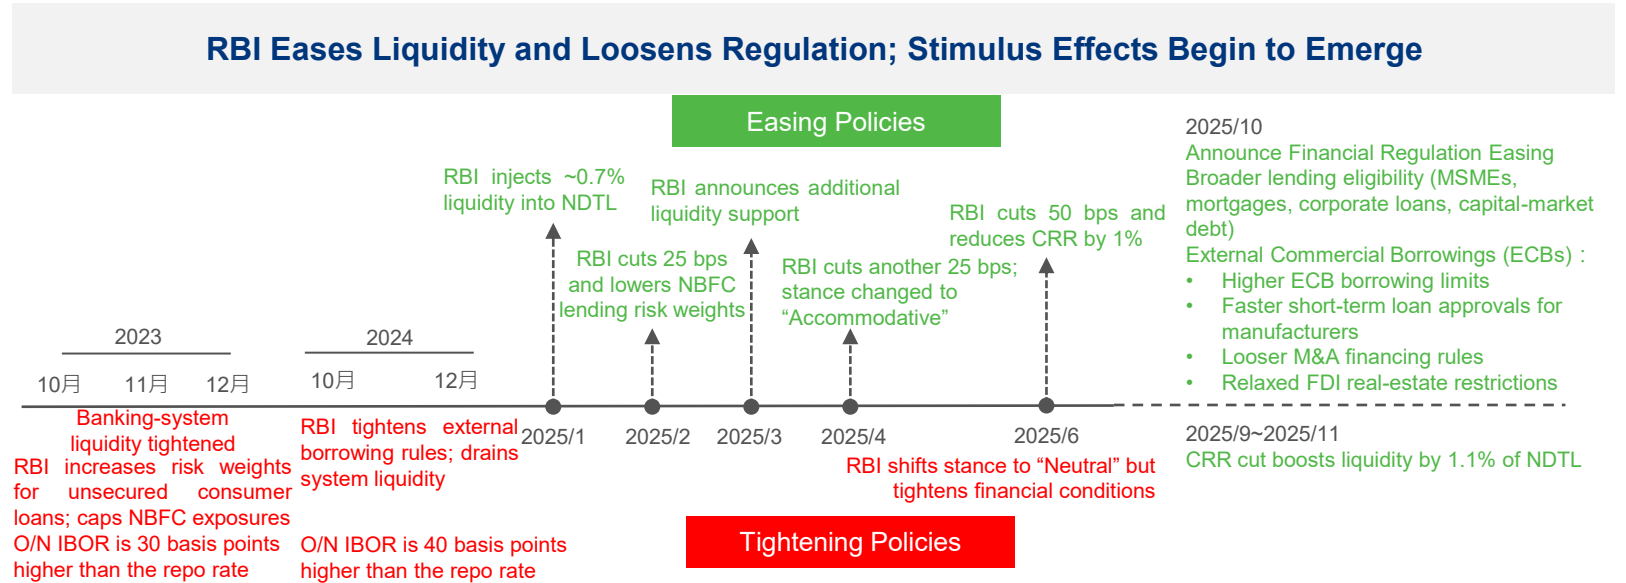 RBI Eases Liquidity and Loosens Regulation; Stimulus Effects Begin to Emerge
Easing Policies
RBI injects ~0.7%
liquidity into NDTL
RBI cuts 25 bps
and lowers NBFC
lending risk weights
RBI announces additional
liquidity support
RBI cuts another 25 bps;
stance changed to
“Accommodative”
RBI cuts 50 bps and
reduces CRR by 1%
2025/10
Announce Financial Regulation Easing
Broader lending eligibility (MSMEs,
mortgages, corporate loans, capital-market
debt)
External Commercial Borrowings (ECBs) :
• Higher ECB borrowing limits
• Faster short-term loan approvals for
manufacturers
• Looser M&A financing rules
• Relaxed FDI real-estate restrictions
2023
10月 11月 12月
2024
10月 12月
2025/1 2025/2 2025/3 2025/4 2025/6
Banking-system
liquidity tightened
RBI increases risk weights
for unsecured consumer
loans; caps NBFC exposures
O/N IBOR is 30 basis points
higher than the repo rate
RBI tightens external
borrowing rules; drains
system liquidity
O/N IBOR is 40 basis points
higher than the repo rate
RBI shifts stance to “Neutral” but
tightens financial conditions
2025/9~2025/11
CRR cut boosts liquidity by 1.1% of NDTL
Tightening Policies